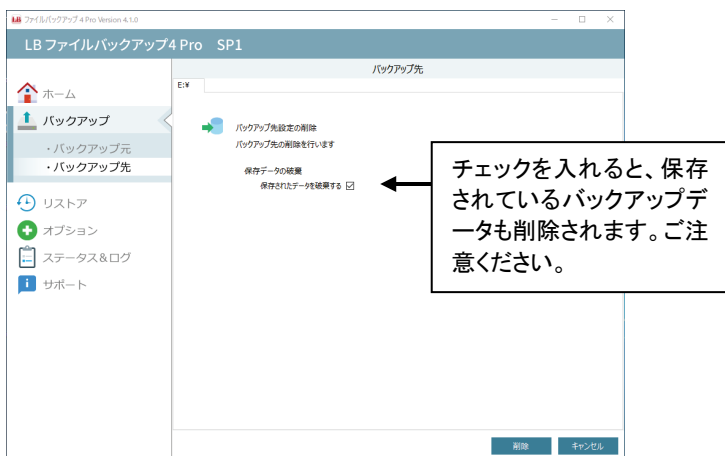 ファイルバックアップ4 Pro Version 4.1.0
LB ファイルバックアップ4 Pro SP1
バックアップ先
E:¥
ホーム
バックアップ
・バックアップ元
・バックアップ先
リストア
オプション
ステータス＆ログ
サポート
バックアップ先設定の削除
バックアップ先の削除を行います
保存データの破棄
保存されたデータを破棄する
チェックを入れると、保存
されているバックアップデ
ータも削除されます。ご注
意ください。
削除
キャンセル